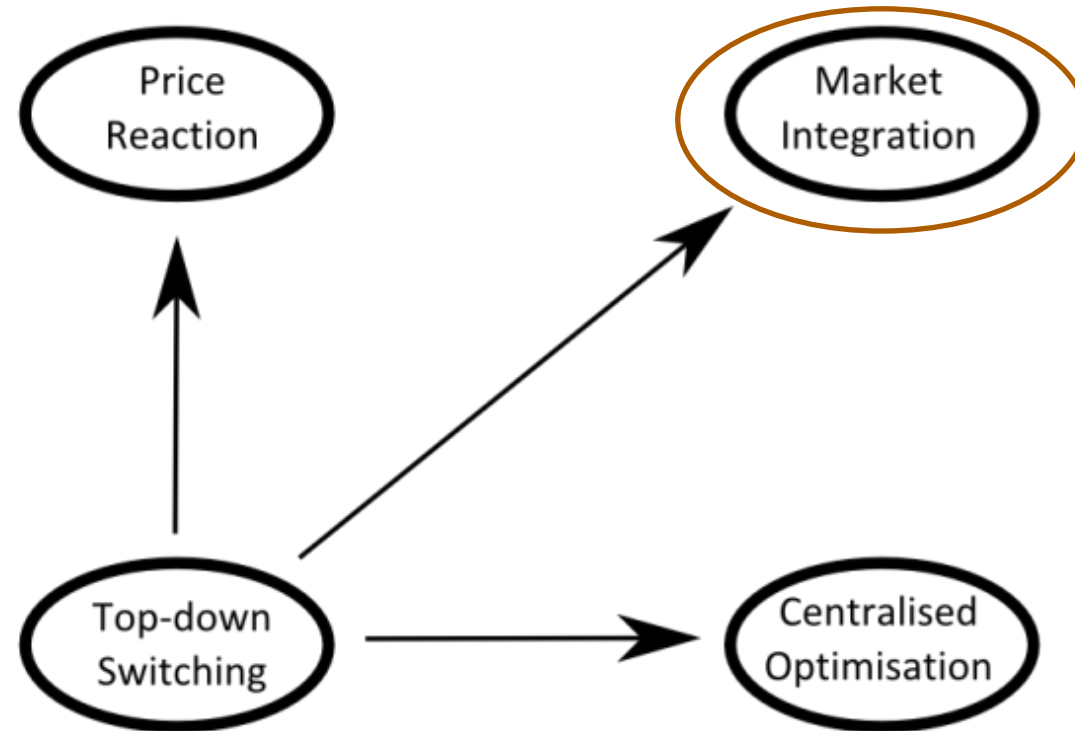 Price
Reaction
Market
Integration
Top-down
Switching
Centralised
Optimisation